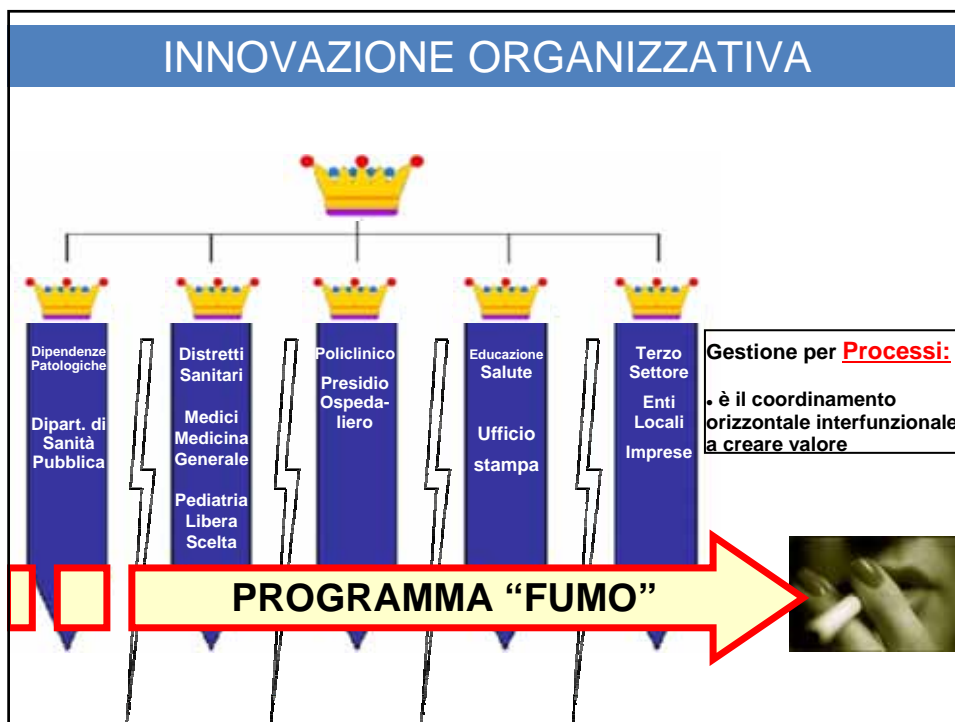 INNOVAZIONE ORGANIZZATIVA
Dipendenze
Patologiche
Dipart. di
Sanità
Pubblica
Distretti
Sanitari
Medici
Medicina
Generale
Pediatria
Libera
Scelta
Policlinico
Presidio
Ospeda-
liero
Educazione
Salute
Ufficio
stampa
Terzo
Settore
Enti
Locali
Imprese
Gestione per Processi:
• è il coordinamento
orizzontale interfunzionale
a creare valore
PROGRAMMA “FUMO”